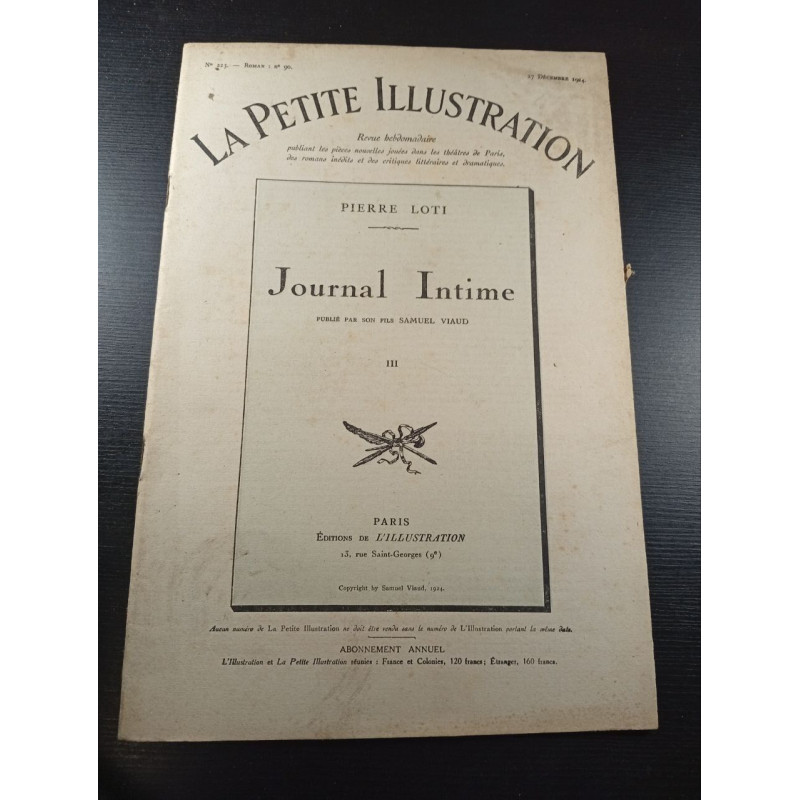 Nº 223. — Roman : nº 90.
27 Décembre 1924.
LA PETITE ILLUSTRATION
Revue hebdomadaire
publiant les pièces nouvelles jouées dans les théâtres de Paris,
des romans inédits et des critiques littéraires et dramatiques.
PIERRE LOTI
Journal Intime
PUBLIÉ PAR SON FILS SAMUEL VIAUD
III
PARIS
ÉDITIONS DE L'ILLUSTRATION
13, rue Saint-Georges (9e)
Copyright by Samuel Viaud, 1924.
Aucun numéro de La Petite Illustration ne doit être vendu sans le numéro de L'Illustration portant la même date.
ABONNEMENT ANNUEL
L'Illustration et La Petite Illustration réunies : France et Colonies, 120 francs; Étranger, 160 francs.